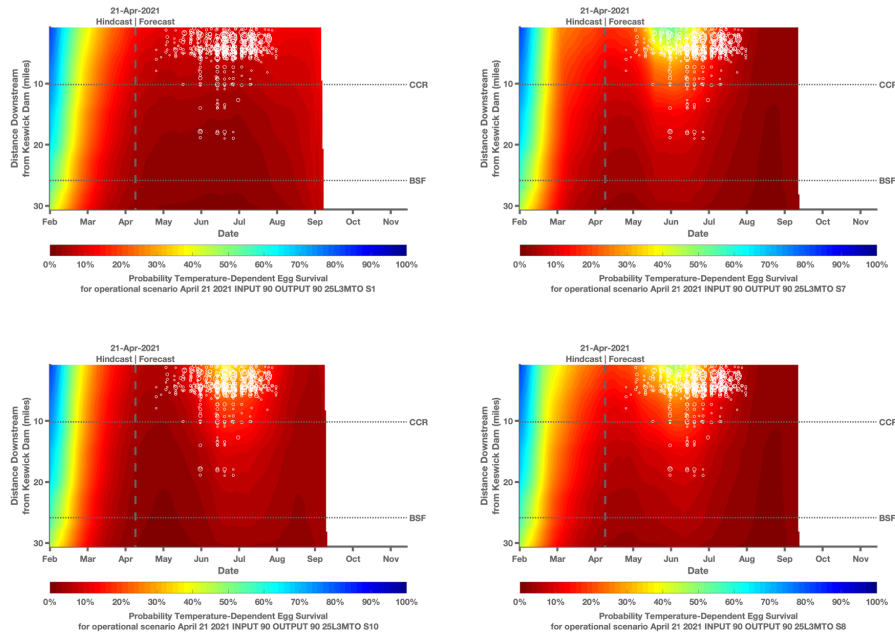 21-Apr-2021
Hindcast | Forecast
Distance Downstream
from Keswick Dam (miles)
10
20
30
CCR
BSF
Feb Mar Apr May Jun Jul Aug Sep Oct Nov
Date
0% 10% 20% 30% 40% 50% 60% 70% 80% 90% 100%
Probability Temperature-Dependent Egg Survival
for operational scenario April 21 2021 INPUT 90 OUTPUT 90 25L3MTO S1
21-Apr-2021
Hindcast | Forecast
Distance Downstream
from Keswick Dam (miles)
10
20
30
CCR
BSF
Feb Mar Apr May Jun Jul Aug Sep Oct Nov
Date
0% 10% 20% 30% 40% 50% 60% 70% 80% 90% 100%
Probability Temperature-Dependent Egg Survival
for operational scenario April 21 2021 INPUT 90 OUTPUT 90 25L3MTO S7
21-Apr-2021
Hindcast | Forecast
Distance Downstream
from Keswick Dam (miles)
10
20
30
CCR
BSF
Feb Mar Apr May Jun Jul Aug Sep Oct Nov
Date
0% 10% 20% 30% 40% 50% 60% 70% 80% 90% 100%
Probability Temperature-Dependent Egg Survival
for operational scenario April 21 2021 INPUT 90 OUTPUT 90 25L3MTO S10
21-Apr-2021
Hindcast | Forecast
Distance Downstream
from Keswick Dam (miles)
10
20
30
CCR
BSF
Feb Mar Apr May Jun Jul Aug Sep Oct Nov
Date
0% 10% 20% 30% 40% 50% 60% 70% 80% 90% 100%
Probability Temperature-Dependent Egg Survival
for operational scenario April 21 2021 INPUT 90 OUTPUT 90 25L3MTO S8